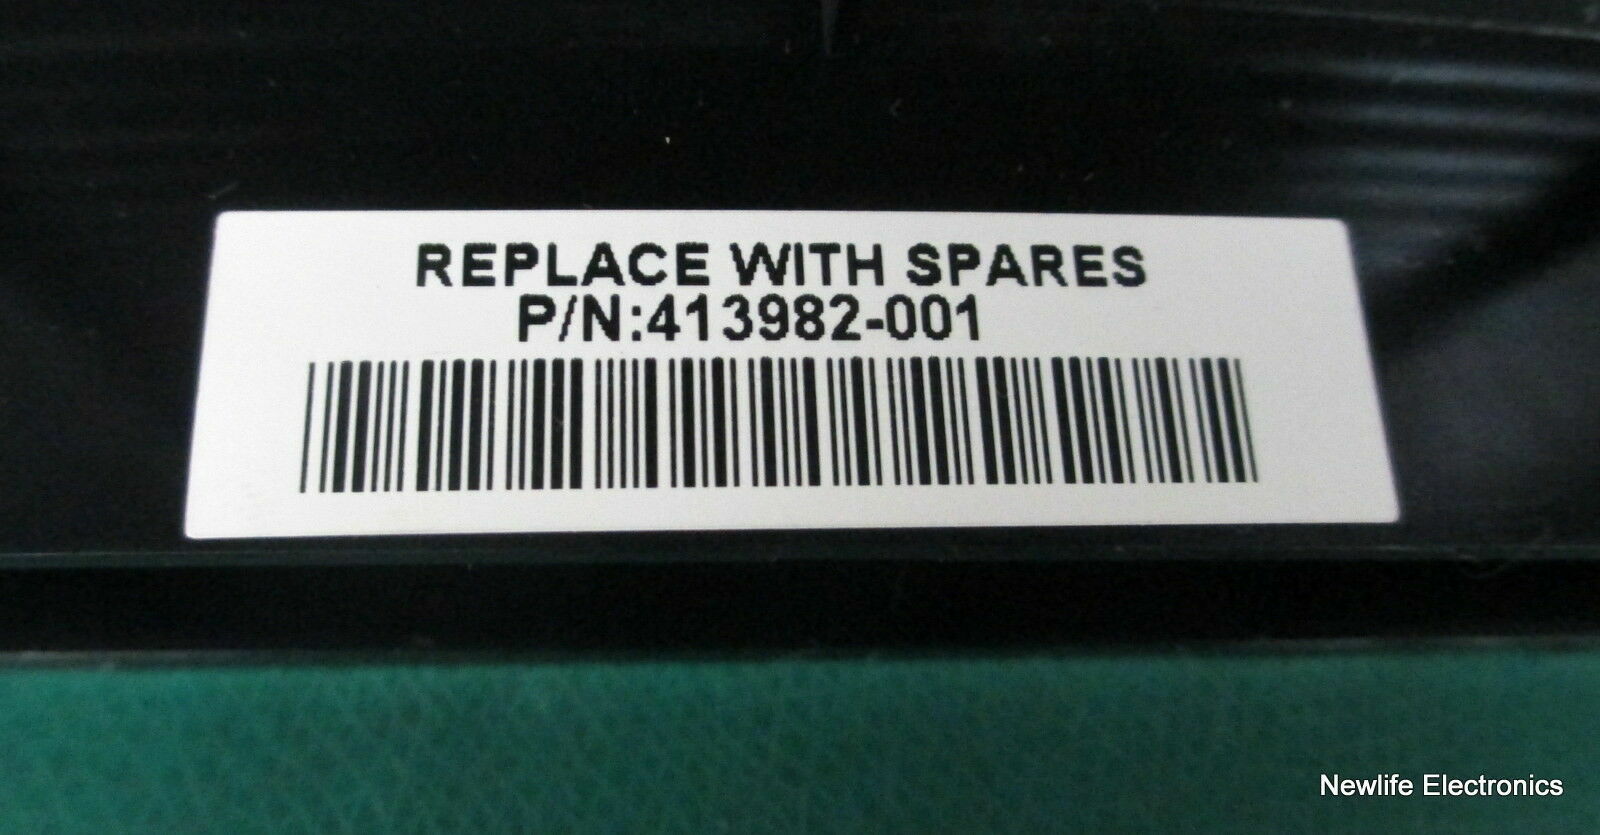 REPLACE WITH SPARES
P/N:413982-001
Newlife Electronics